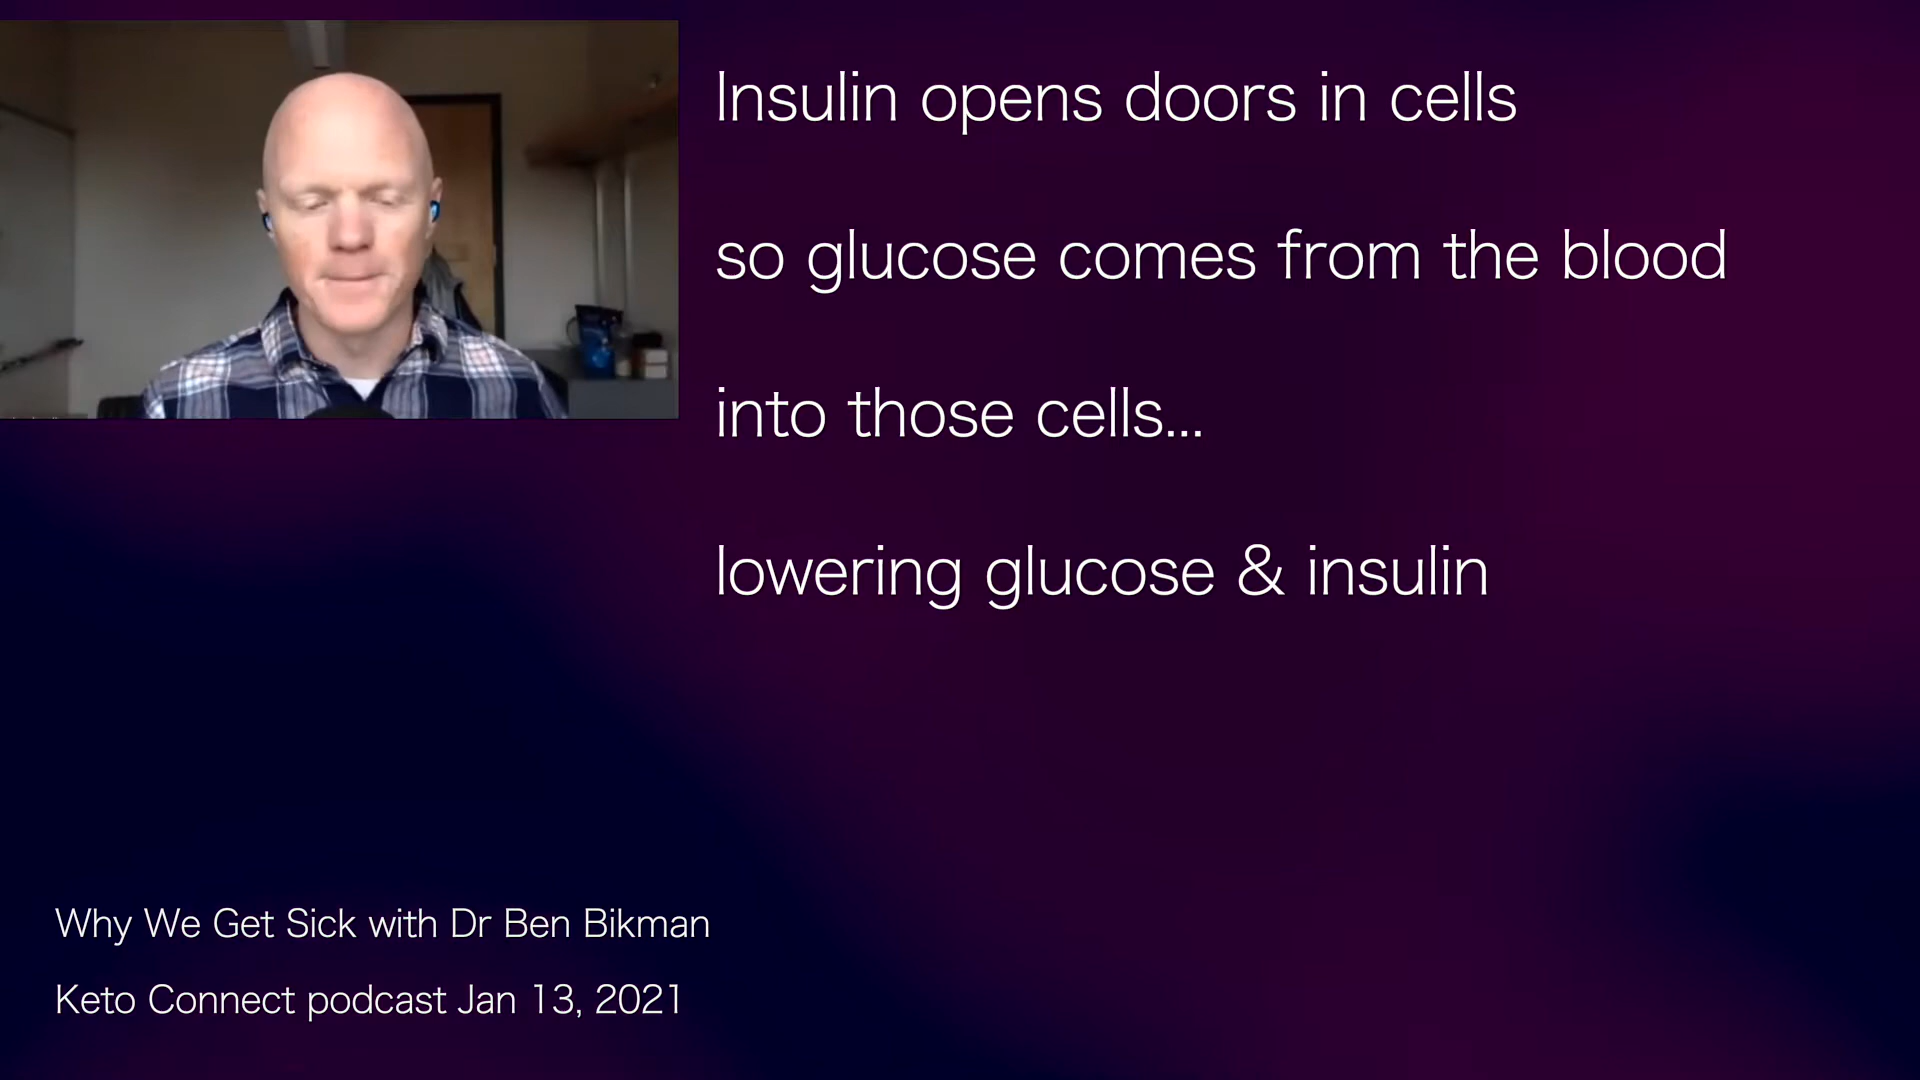 Insulin opens doors in cells
so glucose comes from the blood
into those cells...
lowering glucose & insulin
Why We Get Sick with Dr Ben Bikman
Keto Connect podcast Jan 13, 2021